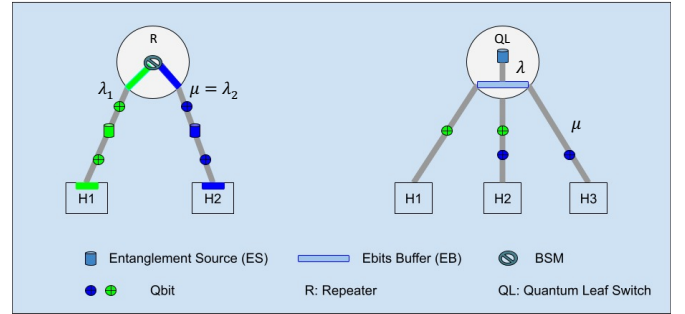 R
QL
λ₁
μ = λ₂
λ
μ
H1
H2
H1
H2
H3
Entanglement Source (ES)
Ebits Buffer (EB)
BSM
Qbit
R: Repeater
QL: Quantum Leaf Switch